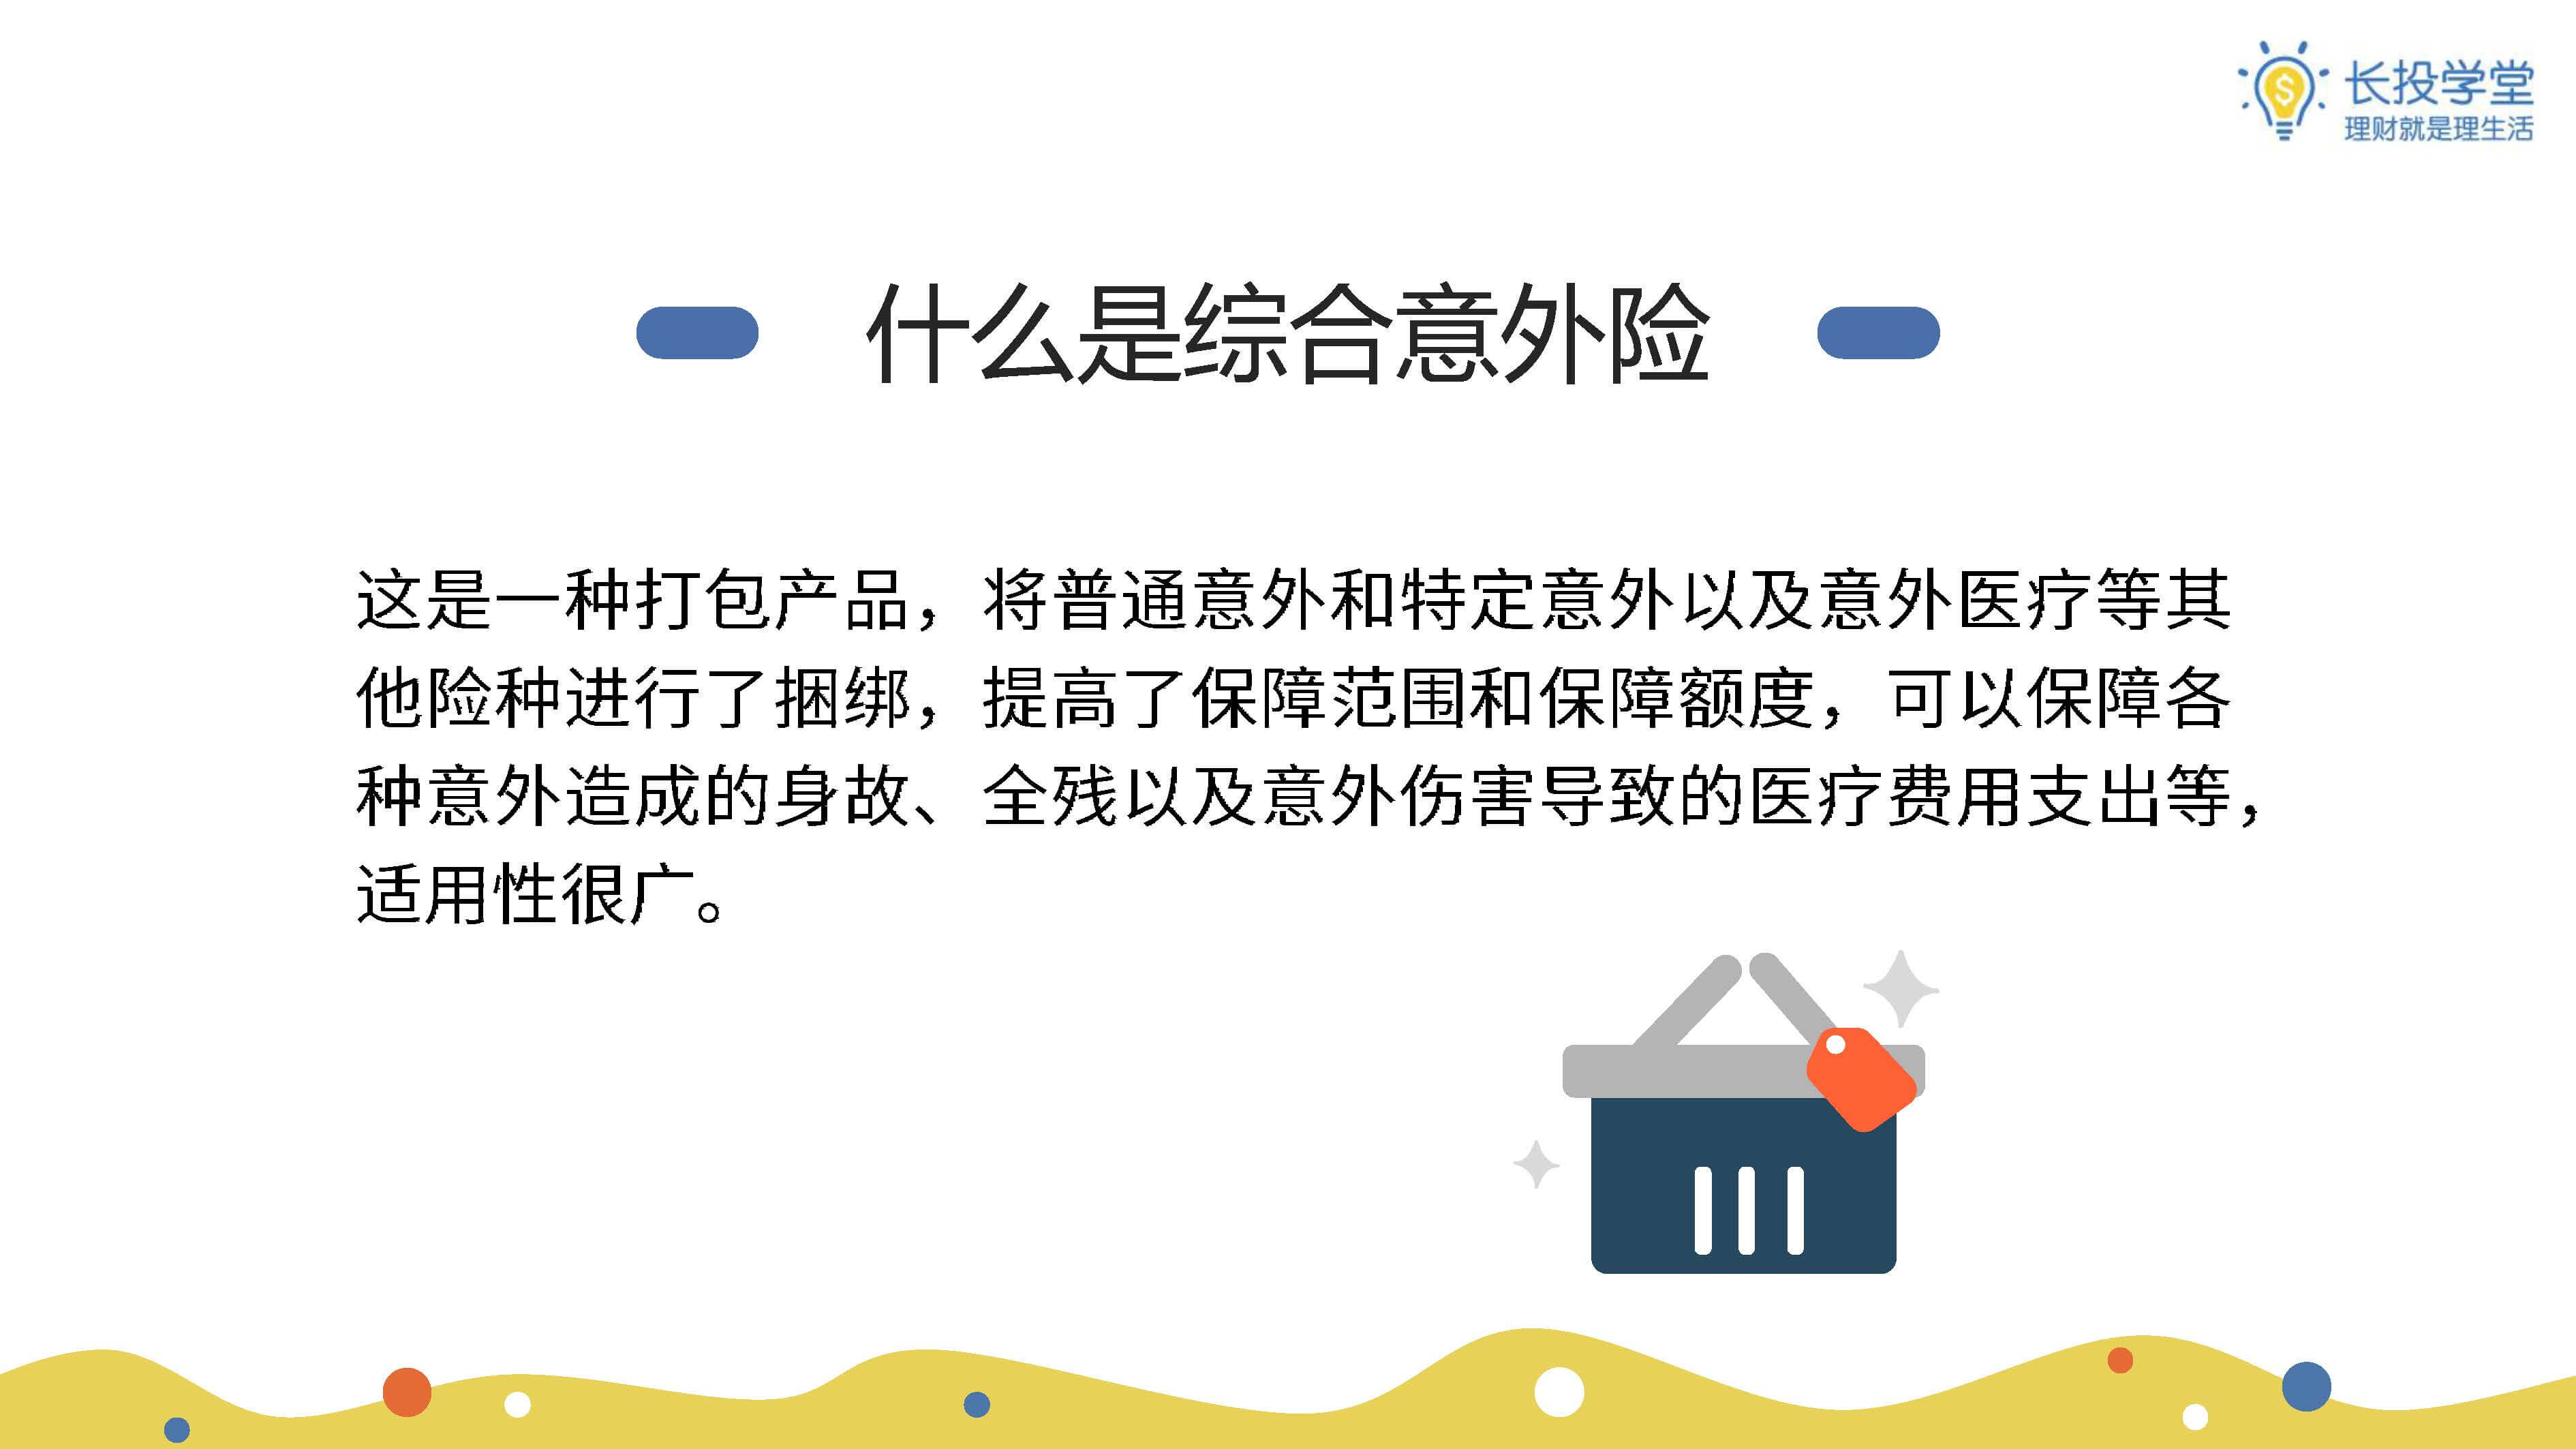 长投学堂
理财就是理生活
什么是综合意外险
这是一种打包产品，将普通意外和特定意外以及意外医疗等其
他险种进行了捆绑，提高了保障范围和保障额度，可以保障各
种意外造成的身故、全残以及意外伤害导致的医疗费用支出等，
适用性很广。